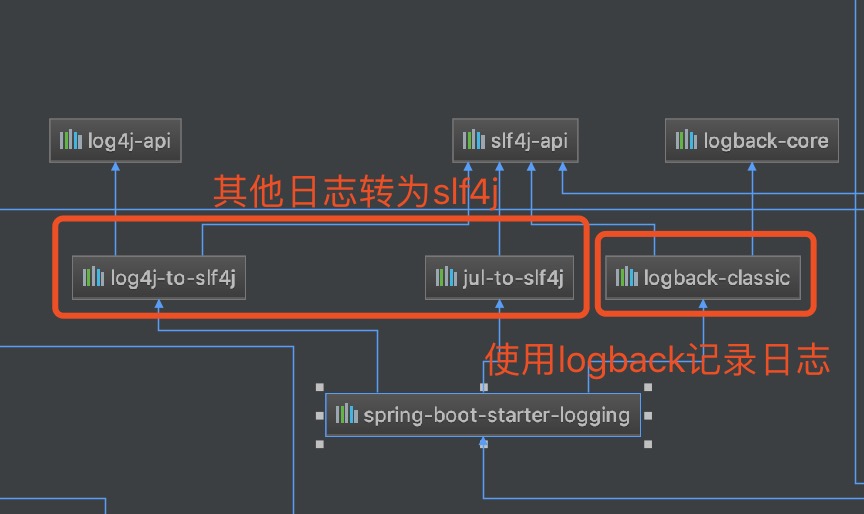 log4j-api
slf4j-api
logback-core
其他日志转为slf4j
log4j-to-slf4j
jul-to-slf4j
logback-classic
使用logback记录日志
spring-boot-starter-logging